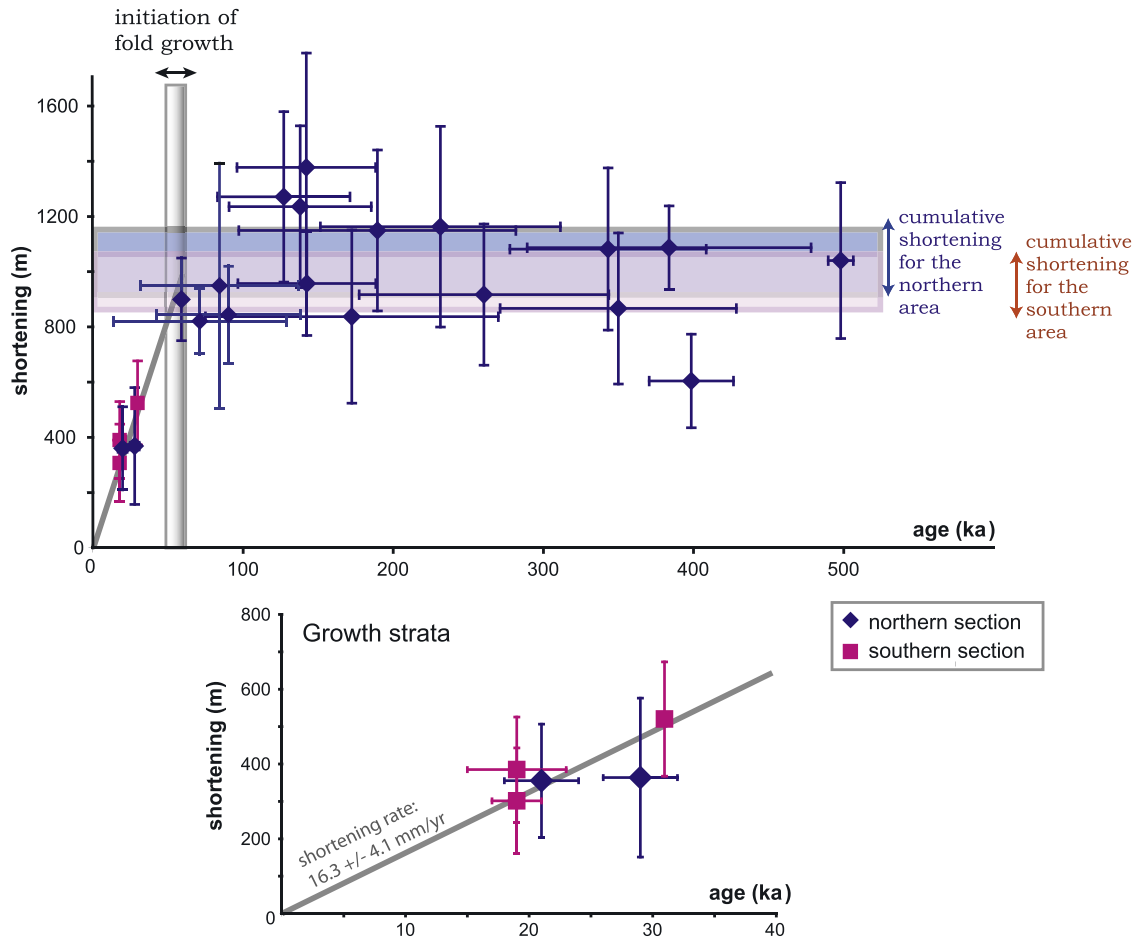 initiation of
fold growth
shortening (m)
1600
1200
800
400
0
0
100
200
300
400
500
age (ka)
cumulative
shortening
for the
northern
area
cumulative
shortening
for the
southern
area
northern section
southern section
Growth strata
shortening (m)
800
600
400
200
0
10
20
30
40
age (ka)
shortening rate:
16.3 +/- 4.1 mm/yr